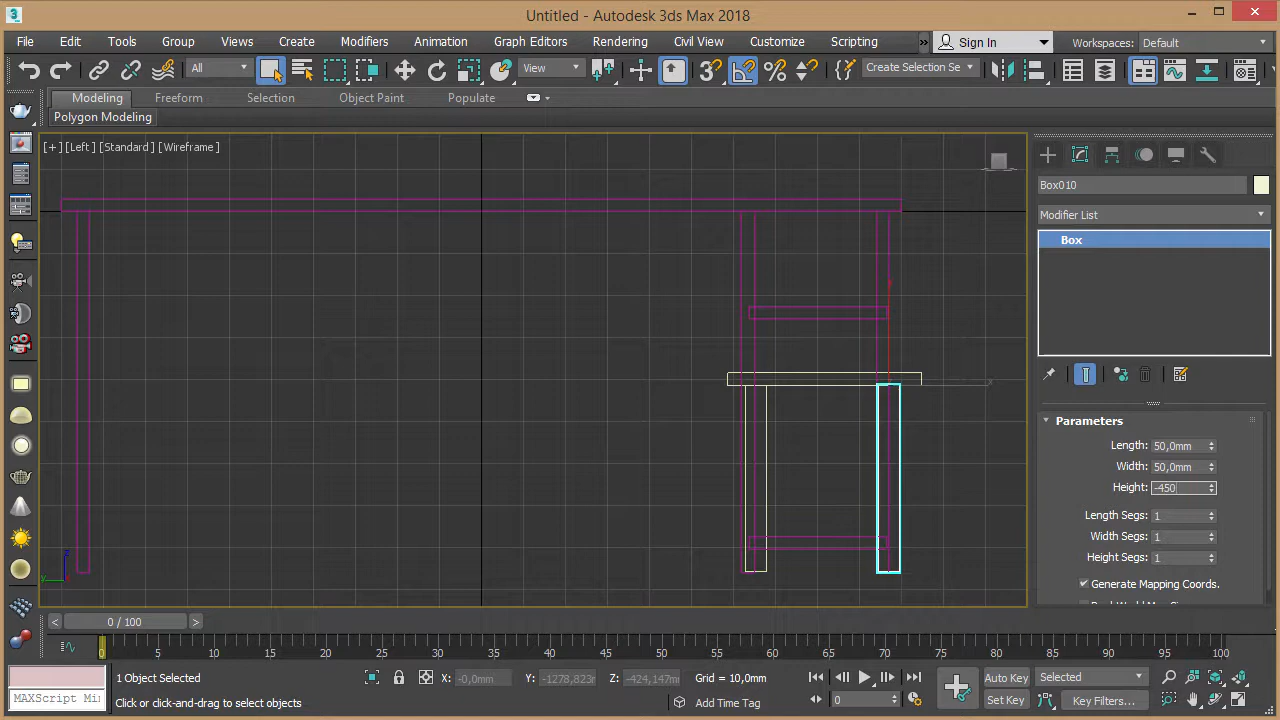 Untitled - Autodesk 3ds Max 2018
File Edit Tools Group Views Create Modifiers Animation Graph Editors Rendering Civil View Customize Scripting » Sign In Workspaces: Default
All View 3 Create Selection Se
Modeling Freeform Selection Object Paint Populate
Polygon Modeling
[+] [Left] [Standard] [Wireframe]
Box010
Modifier List
Box
Parameters
Length: 50,0mm
Width: 50,0mm
Height: -450
Length Segs: 1
Width Segs: 1
Height Segs: 1
Generate Mapping Coords.
z
y
< 0 / 100 >
0 5 10 15 20 25 30 35 40 45 50 55 60 65 70 75 80 85 90 95 100
1 Object Selected X: -0,0mm Y: -1278,823m Z: -424,147mm Grid = 10,0mm Auto Key Selected
MAXScript Mi
Click or click-and-drag to select objects Add Time Tag 0 Set Key Key Filters...